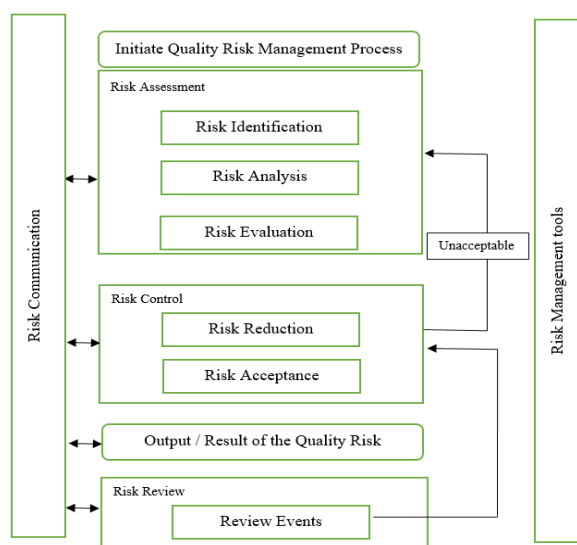 Initiate Quality Risk Management Process
Risk Assessment
Risk Identification
Risk Analysis
Risk Evaluation
Unacceptable
Risk Control
Risk Reduction
Risk Acceptance
Output / Result of the Quality Risk
Risk Review
Review Events
Risk Communication
Risk Management tools